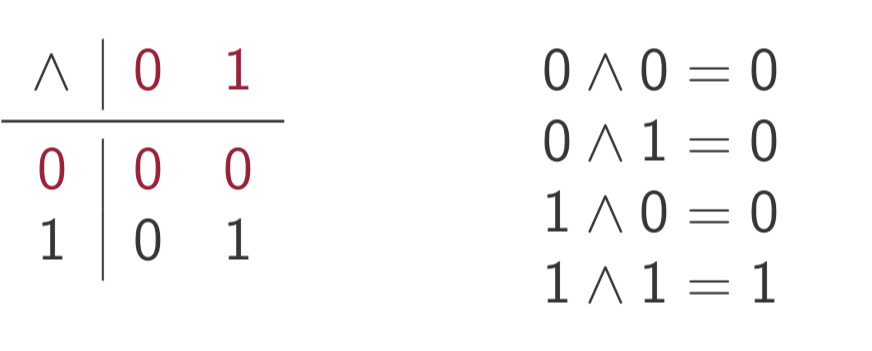 ∧ 0 1
0 0 0
1 0 1
0 ∧ 0 = 0
0 ∧ 1 = 0
1 ∧ 0 = 0
1 ∧ 1 = 1